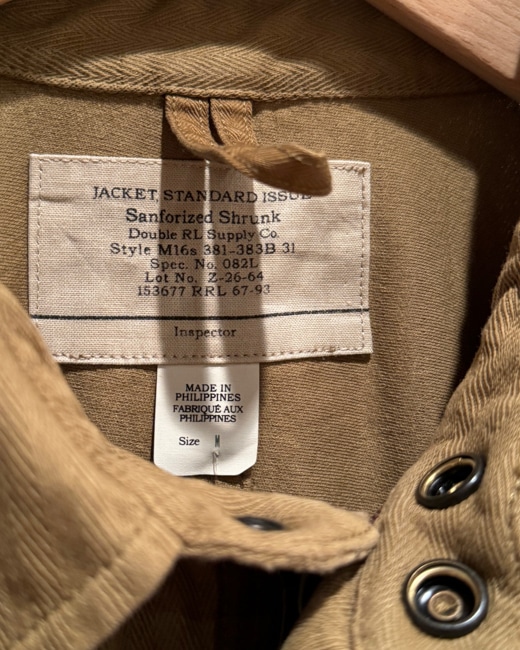 JACKET, STANDARD ISSUE
Sanforized Shrunk
Double RL Supply Co.
Style M16s 381-383B 31
Spec. No. 082L
Lot No. Z-26-64
153677 RRL 67-93
Inspector
MADE IN
PHILIPPINES
FABRIQUÉ AUX
PHILIPPINES
Size M